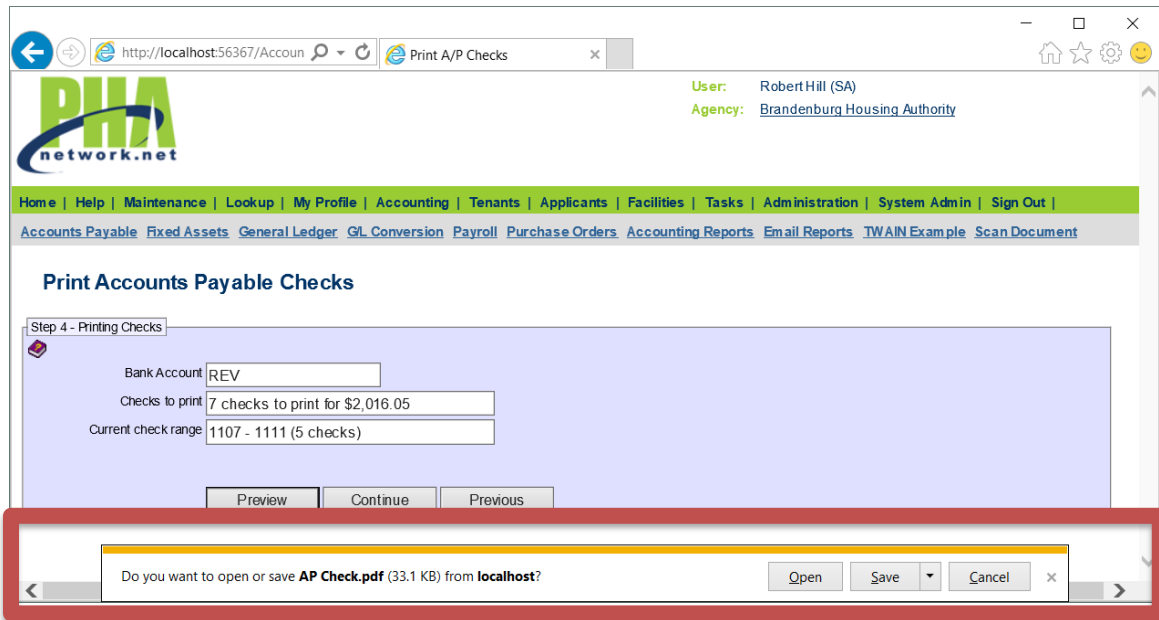 http://localhost:56367/Accoun
Print A/P Checks
PHA
network.net
User: Robert Hill (SA)
Agency: Brandenburg Housing Authority
Home | Help | Maintenance | Lookup | My Profile | Accounting | Tenants | Applicants | Facilities | Tasks | Administration | System Admin | Sign Out |
Accounts Payable Fixed Assets General Ledger G/L Conversion Payroll Purchase Orders Accounting Reports Email Reports TWAIN Example Scan Document
Print Accounts Payable Checks
Step 4 - Printing Checks
Bank Account REV
Checks to print 7 checks to print for $2,016.05
Current check range 1107 - 1111 (5 checks)
Preview Continue Previous
Do you want to open or save AP Check.pdf (33.1 KB) from localhost? Open Save Cancel